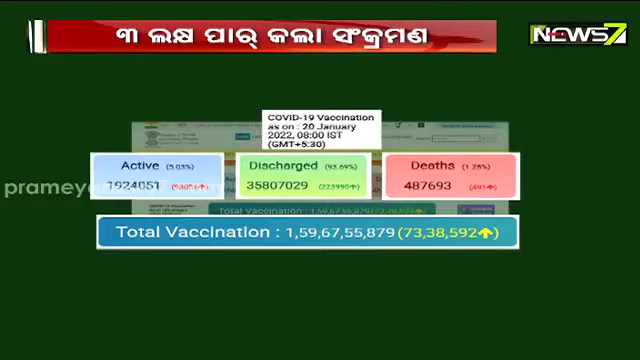 ୩ ଲକ୍ଷ ପାର୍ କଲା ସଂକ୍ରମଣ
NEWS7
COVID-19 Vaccination
as on : 20 January
2022, 08:00 IST
(GMT+5:30)
Active (5.03%)
1924051 (93051↑)
Discharged (93.69%)
35807029 (223990↑)
Deaths (1.28%)
487693 (491↑)
prameya
Total Vaccination : 1,59,67,55,879 (73,38,592↑)